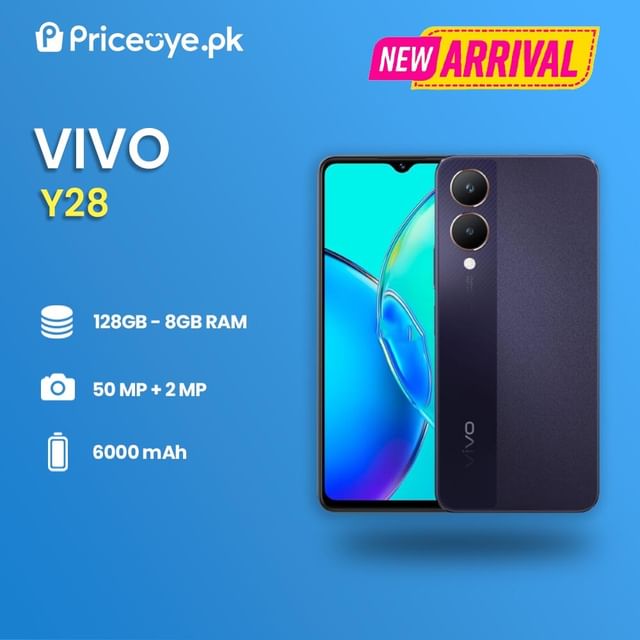 Priceoye.pk
NEW ARRIVAL
VIVO
Y28
128GB - 8GB RAM
50 MP + 2 MP
6000 mAh
vivo